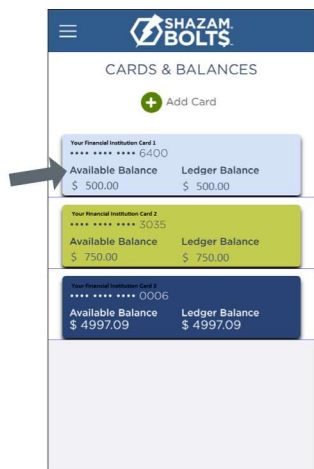 SHAZAM.
BOLT$.
CARDS & BALANCES
Add Card
Your Financial Institution Card 1
•••• •••• •••• 6400
Available Balance Ledger Balance
$ 500.00 $ 500.00
Your Financial Institution Card 2
•••• •••• •••• 3035
Available Balance Ledger Balance
$ 750.00 $ 750.00
Your Financial Institution Card 3
•••• •••• •••• 0006
Available Balance Ledger Balance
$ 4997.09 $ 4997.09